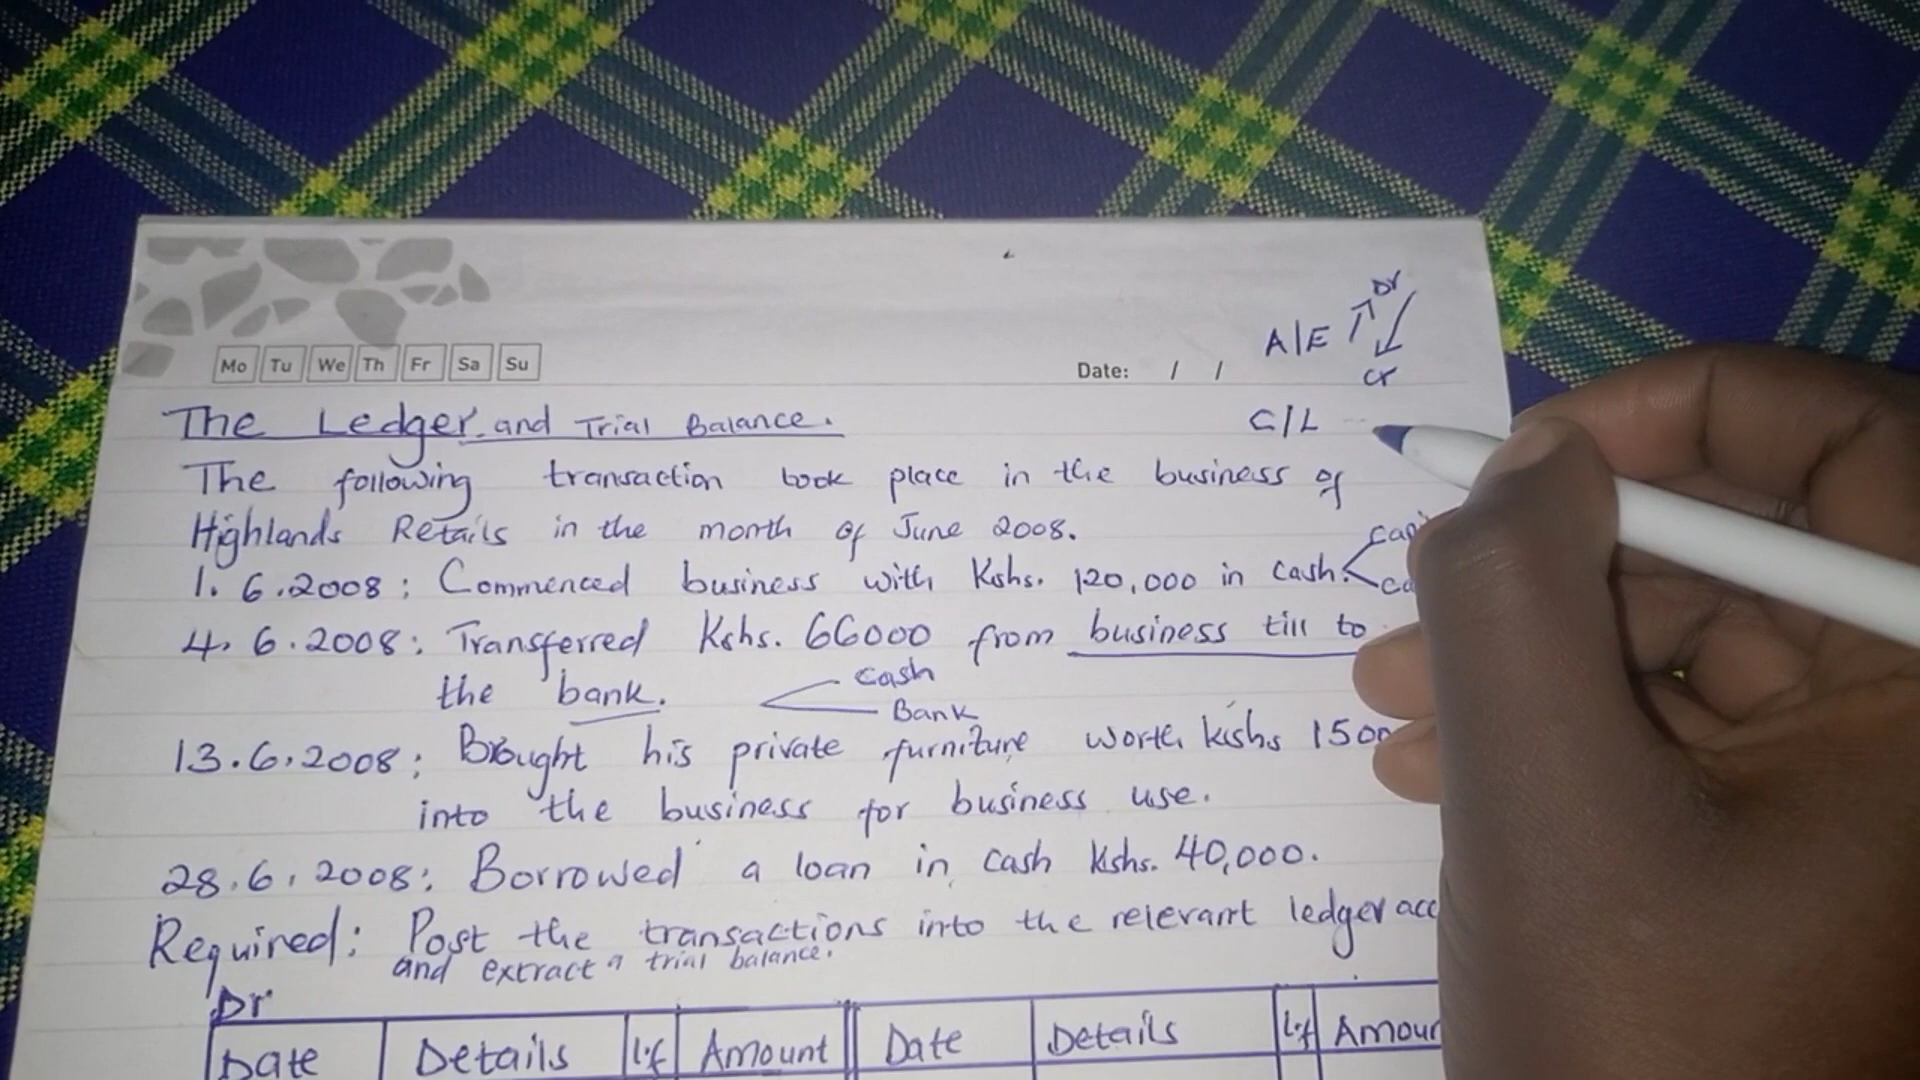 Dr
A/E
Cr
Mo Tu We Th Fr Sa Su
Date: / /
The Ledger and Trial Balance.
C/L
The following transaction took place in the business of
Highlands Retails in the month of June 2008.
1. 6.2008: Commenced business with Kshs. 120,000 in cash.
4. 6. 2008: Transferred Kshs. 66000 from business till to
the bank.
Cash
Bank
13.6.2008: Brought his private furniture worth kshs
into the business for business use.
28.6.2008: Borrowed a loan in cash kshs. 40,000.
Required: Post the transactions into the relevant ledger acc
and extract a trial balance.
Dr
Date Details l.f Amount Date Details l.f Amoun